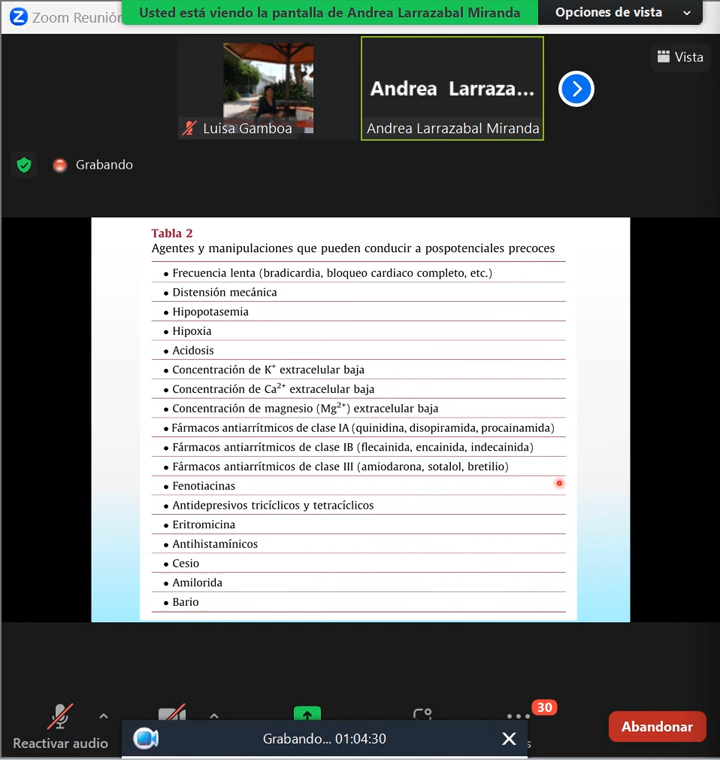 Zoom Reunión
Usted está viendo la pantalla de Andrea Larrazabal Miranda
Opciones de vista
Vista
Luisa Gamboa
Andrea Larraza...
Andrea Larrazabal Miranda
Grabando
Tabla 2
Agentes y manipulaciones que pueden conducir a pospotenciales precoces
• Frecuencia lenta (bradicardia, bloqueo cardiaco completo, etc.)
• Distensión mecánica
• Hipopotasemia
• Hipoxia
• Acidosis
• Concentración de K⁺ extracelular baja
• Concentración de Ca²⁺ extracelular baja
• Concentración de magnesio (Mg²⁺) extracelular baja
• Fármacos antiarrítmicos de clase IA (quinidina, disopiramida, procainamida)
• Fármacos antiarrítmicos de clase IB (flecainida, encainida, indecainida)
• Fármacos antiarrítmicos de clase III (amiodarona, sotalol, bretilio)
• Fenotiacinas
• Antidepresivos tricíclicos y tetracíclicos
• Eritromicina
• Antihistamínicos
• Cesio
• Amilorida
• Bario
30
Reactivar audio
Grabando... 01:04:30
Abandonar